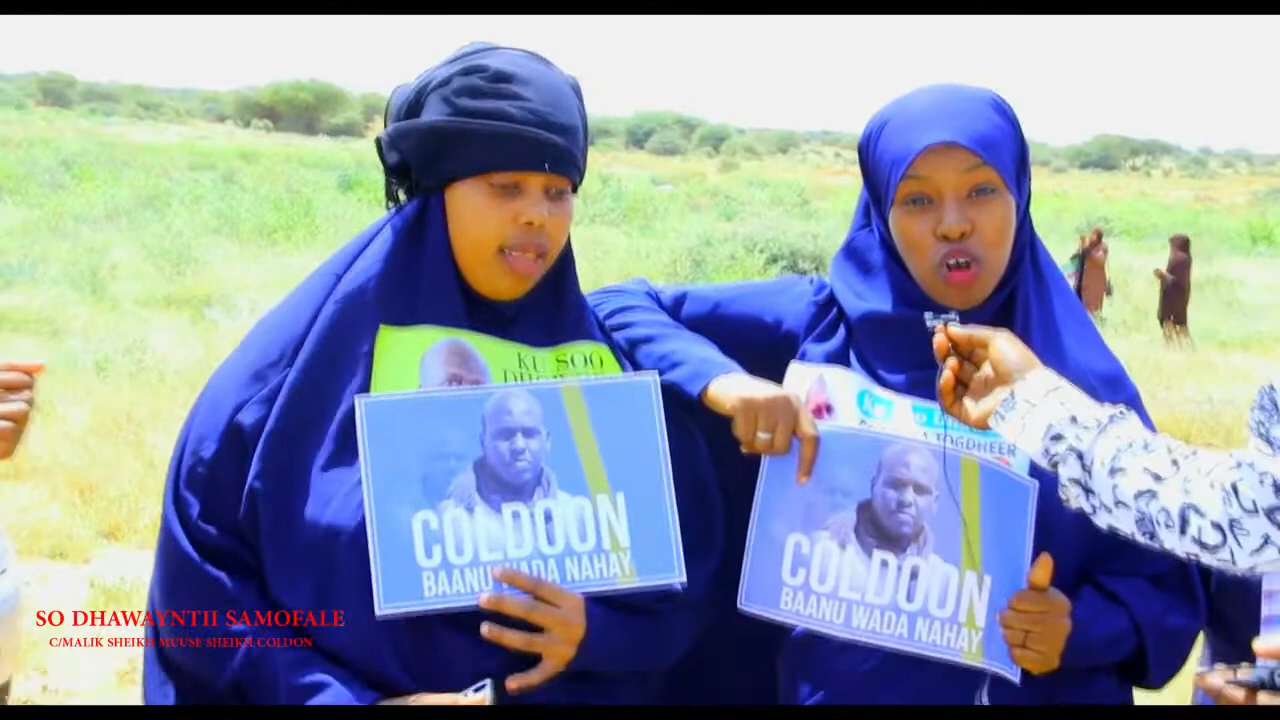 KU SOO
TOGDHEER
COLDOON
BAANU WADA NAHAY
COLDOON
BAANU WADA NAHAY
SO DHAWAYNTII SAMOFALE
C/MALIK SHEIKH MUUSE SHEIKH COLDON